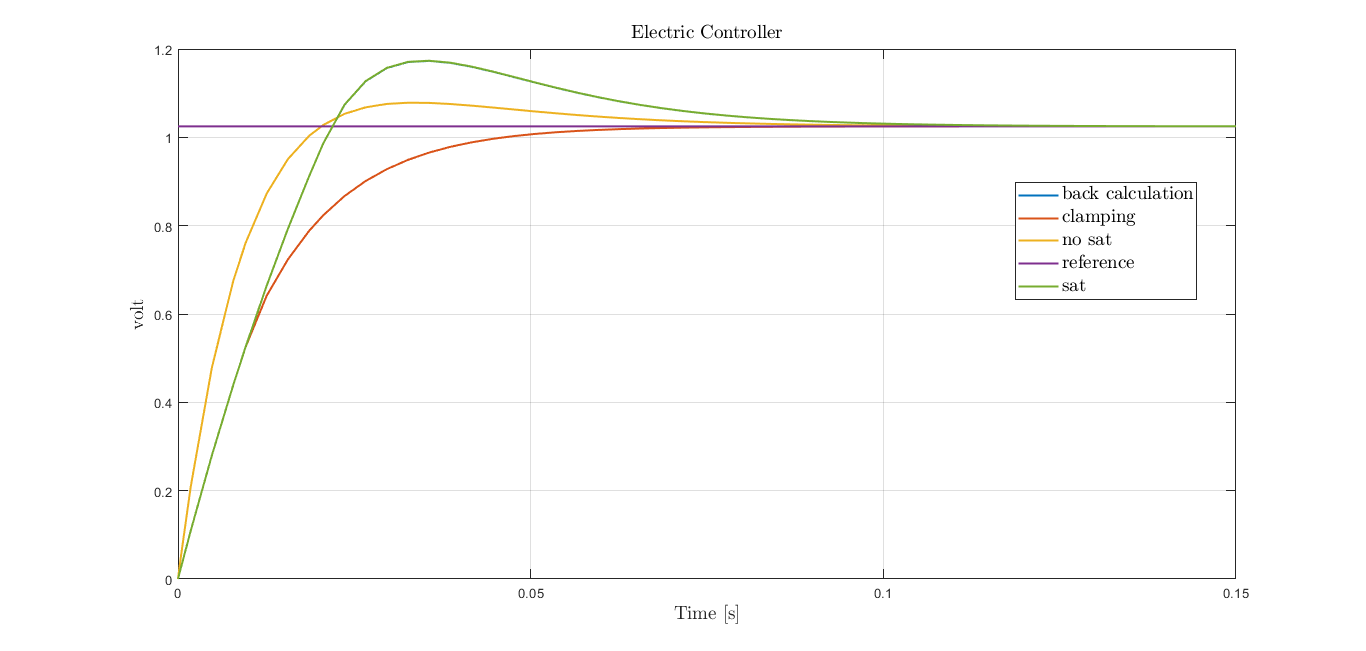 Electric Controller
1.2
1
0.8
0.6
0.4
0.2
0
volt
back calculation
clamping
no sat
reference
sat
0
0.05
0.1
0.15
Time [s]